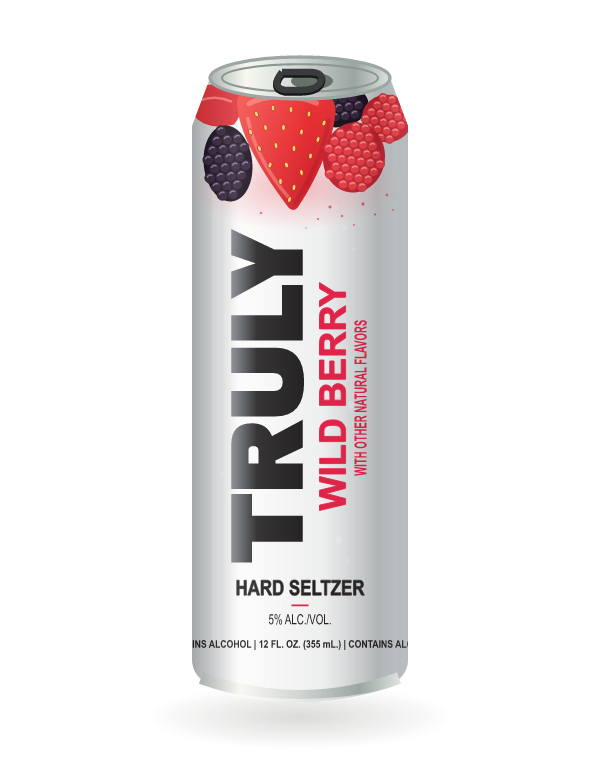 TRULY
WILD BERRY
WITH OTHER NATURAL FLAVORS
HARD SELTZER
5% ALC./VOL.
INS ALCOHOL | 12 FL. OZ. (355 mL.) | CONTAINS ALC